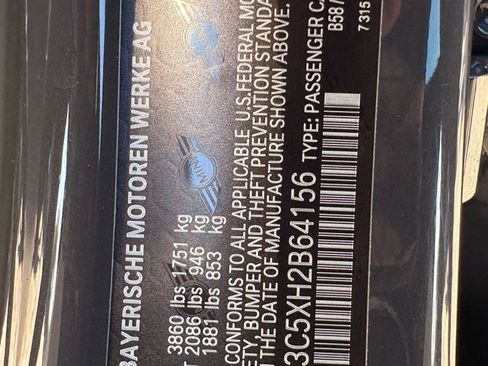 BAYERISCHE MOTOREN WERKE AG
3860 lbs 1751 kg
T 2086 lbs 946 kg
1881 lbs 853 kg
MINI
CONFORMS TO ALL APPLICABLE U.S.FEDERAL MO
ETY, BUMPER AND THEFT PREVENTION STANDA
THE DATE OF MANUFACTURE SHOWN ABOVE.
3C5XH2B64156 TYPE: PASSENGER CA
B58/
7315